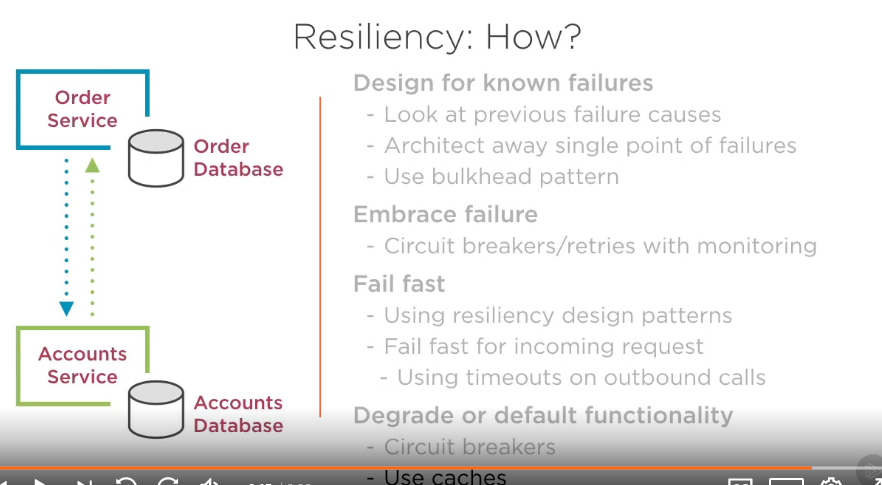 Resiliency: How?
Order
Service
Order
Database
Accounts
Service
Accounts
Database
Design for known failures
- Look at previous failure causes
- Architect away single point of failures
- Use bulkhead pattern
Embrace failure
- Circuit breakers/retries with monitoring
Fail fast
- Using resiliency design patterns
- Fail fast for incoming request
- Using timeouts on outbound calls
Degrade or default functionality
- Circuit breakers
- Use caches